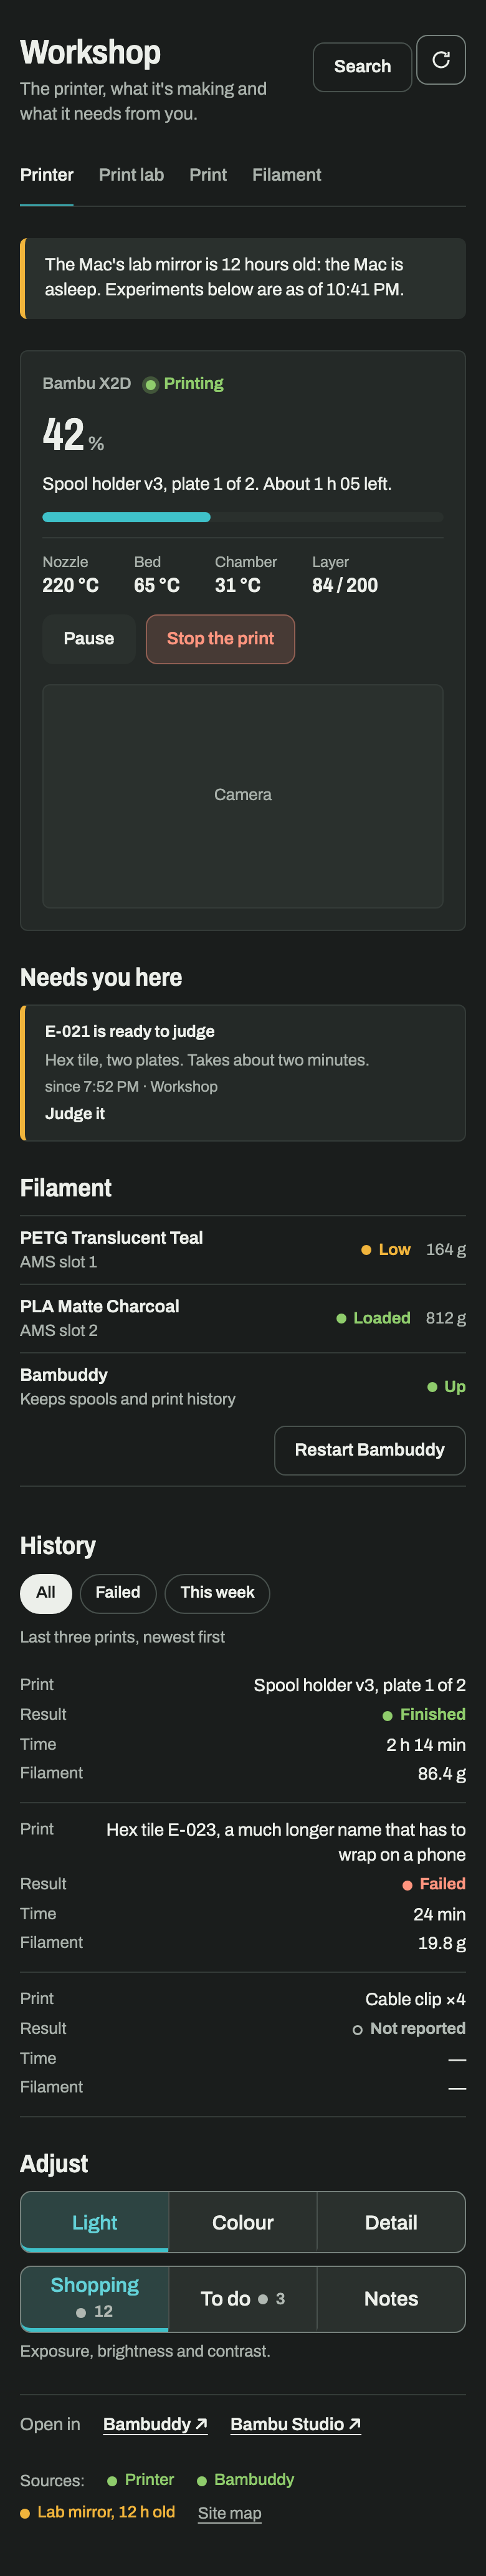 Workshop
Search
The printer, what it's making and
what it needs from you.
Printer Print lab Print Filament
The Mac's lab mirror is 12 hours old: the Mac is
asleep. Experiments below are as of 10:41 PM.
Bambu X2D Printing
42 %
Spool holder v3, plate 1 of 2. About 1 h 05 left.
Nozzle Bed Chamber Layer
220 °C 65 °C 31 °C 84 / 200
Pause Stop the print
Camera
Needs you here
E-021 is ready to judge
Hex tile, two plates. Takes about two minutes.
since 7:52 PM · Workshop
Judge it
Filament
PETG Translucent Teal
AMS slot 1
Low 164 g
PLA Matte Charcoal
AMS slot 2
Loaded 812 g
Bambuddy
Keeps spools and print history
Up
Restart Bambuddy
History
All Failed This week
Last three prints, newest first
Print Spool holder v3, plate 1 of 2
Result Finished
Time 2 h 14 min
Filament 86.4 g
Print Hex tile E-023, a much longer name that has to
wrap on a phone
Result Failed
Time 24 min
Filament 19.8 g
Print Cable clip ×4
Result Not reported
Time —
Filament —
Adjust
Light Colour Detail
Shopping
12
To do 3 Notes
Exposure, brightness and contrast.
Open in Bambuddy ↗ Bambu Studio ↗
Sources: Printer Bambuddy
Lab mirror, 12 h old Site map